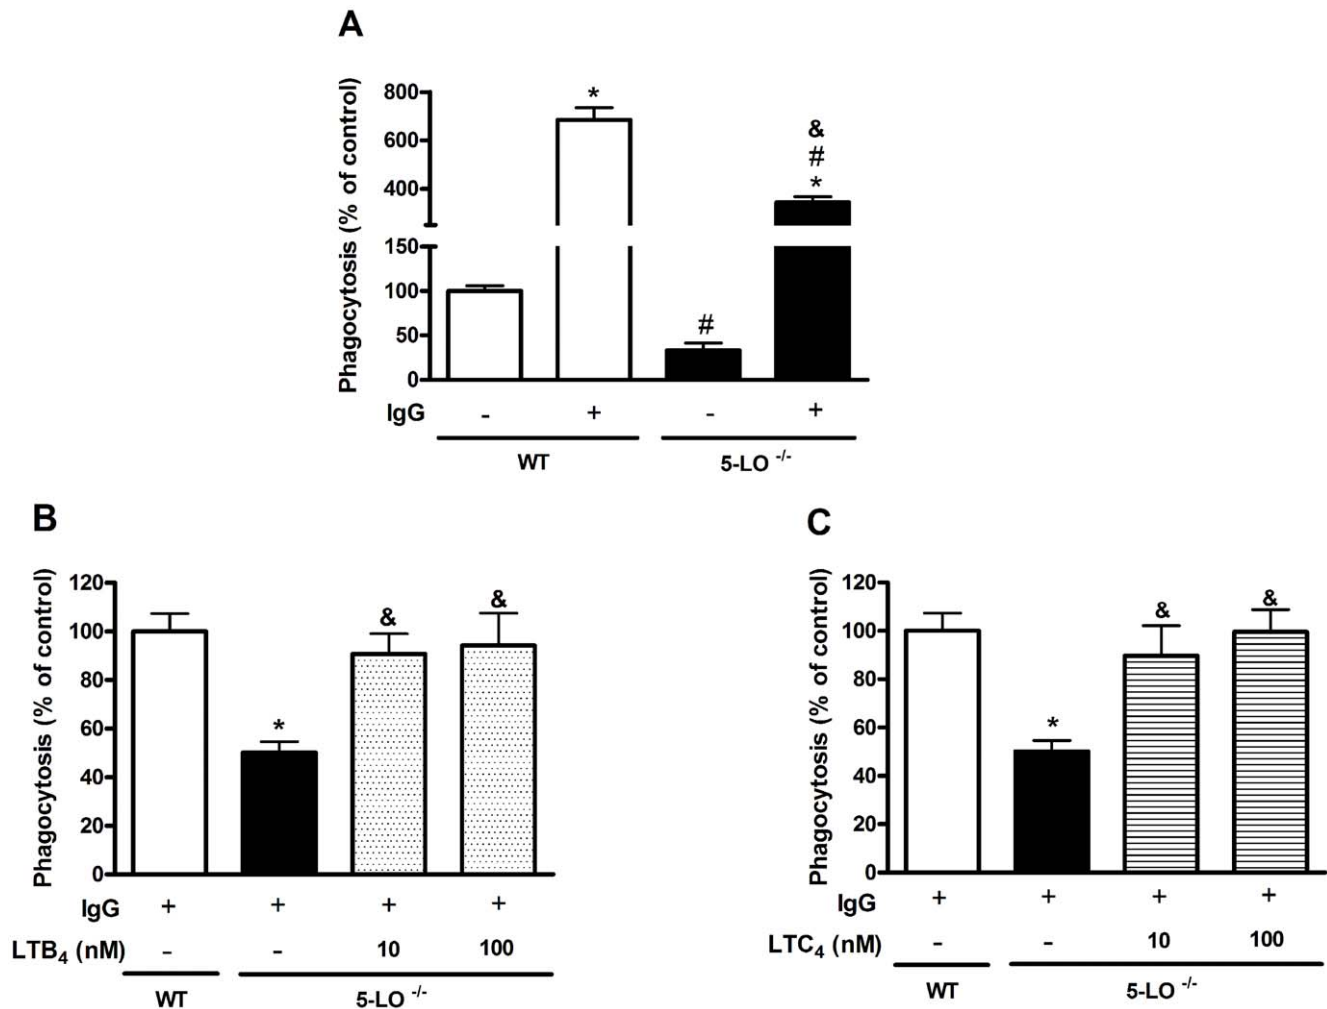 A
Phagocytosis (% of control)
800
600
400
150
100
50
0
*
#
&
#
*
IgG - + - +
WT 5-LO -/-
B
Phagocytosis (% of control)
120
100
80
60
40
20
0
*
&
&
IgG + + + +
LTB4 (nM) - - 10 100
WT 5-LO -/-
C
Phagocytosis (% of control)
120
100
80
60
40
20
0
*
&
&
IgG + + + +
LTC4 (nM) - - 10 100
WT 5-LO -/-